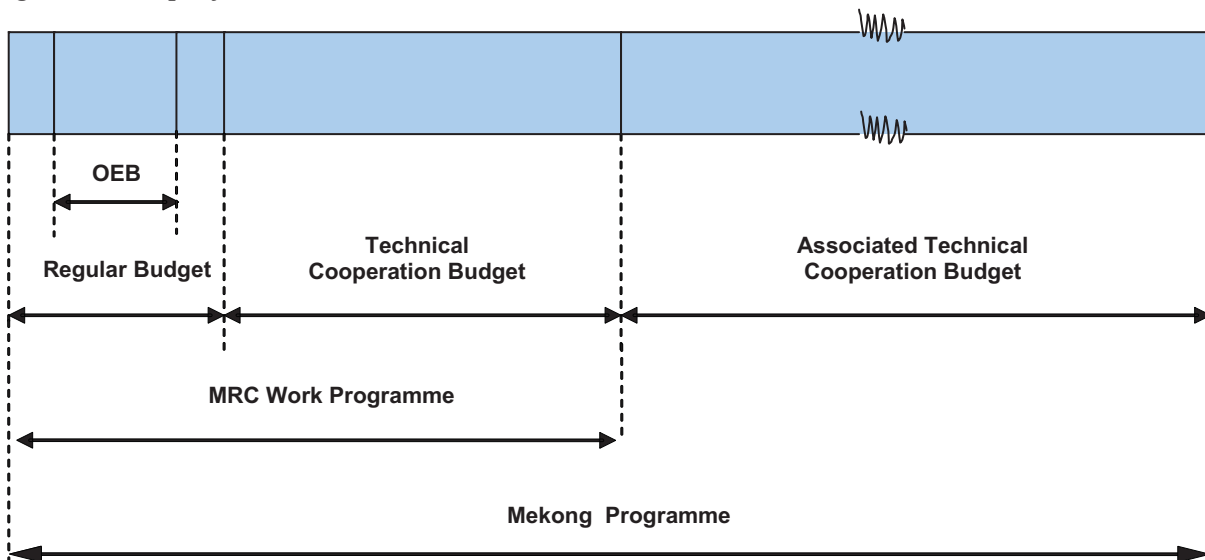 OEB
Regular Budget
Technical
Cooperation Budget
Associated Technical
Cooperation Budget
MRC Work Programme
Mekong Programme